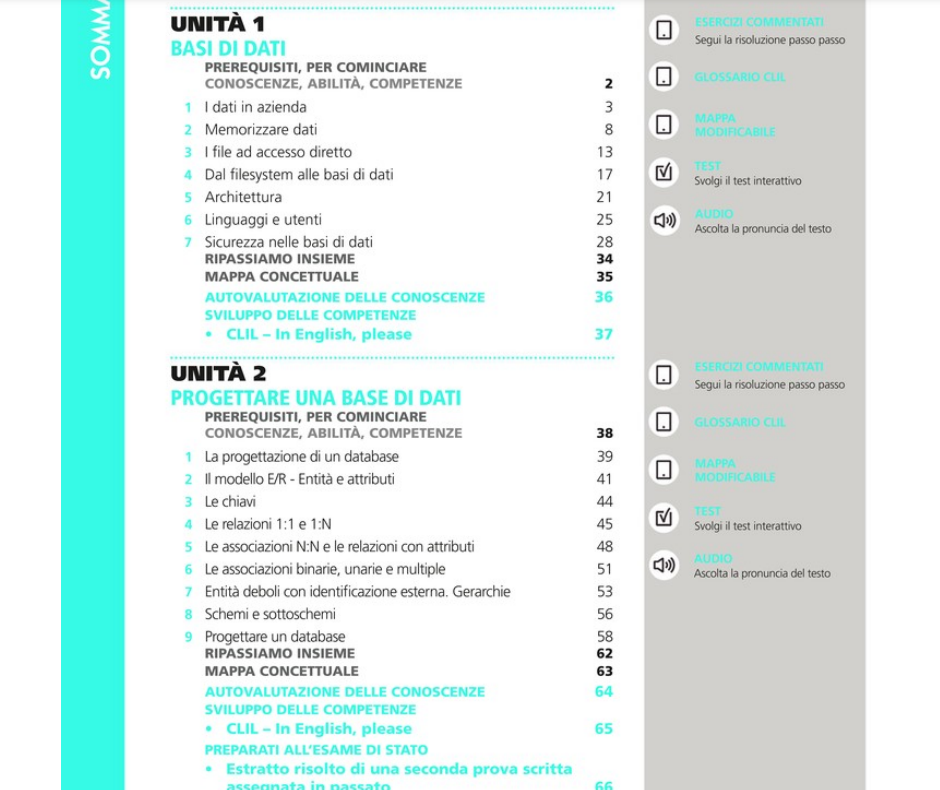 SOMMA
UNITÀ 1
BASI DI DATI
PREREQUISITI, PER COMINCIARE
CONOSCENZE, ABILITÀ, COMPETENZE 2
1 I dati in azienda 3
2 Memorizzare dati 8
3 I file ad accesso diretto 13
4 Dal filesystem alle basi di dati 17
5 Architettura 21
6 Linguaggi e utenti 25
7 Sicurezza nelle basi di dati 28
RIPASSIAMO INSIEME 34
MAPPA CONCETTUALE 35
AUTOVALUTAZIONE DELLE CONOSCENZE 36
SVILUPPO DELLE COMPETENZE
• CLIL – In English, please 37
ESERCIZI COMMENTATI
Segui la risoluzione passo passo
GLOSSARIO CLIL
MAPPA
MODIFICABILE
TEST
Svolgi il test interattivo
AUDIO
Ascolta la pronuncia del testo
UNITÀ 2
PROGETTARE UNA BASE DI DATI
PREREQUISITI, PER COMINCIARE
CONOSCENZE, ABILITÀ, COMPETENZE 38
1 La progettazione di un database 39
2 Il modello E/R - Entità e attributi 41
3 Le chiavi 44
4 Le relazioni 1:1 e 1:N 45
5 Le associazioni N:N e le relazioni con attributi 48
6 Le associazioni binarie, unarie e multiple 51
7 Entità deboli con identificazione esterna. Gerarchie 53
8 Schemi e sottoschemi 56
9 Progettare un database 58
RIPASSIAMO INSIEME 62
MAPPA CONCETTUALE 63
AUTOVALUTAZIONE DELLE CONOSCENZE 64
SVILUPPO DELLE COMPETENZE
• CLIL – In English, please 65
PREPARATI ALL'ESAME DI STATO
• Estratto risolto di una seconda prova scritta
assegnata in passato 66
ESERCIZI COMMENTATI
Segui la risoluzione passo passo
GLOSSARIO CLIL
MAPPA
MODIFICABILE
TEST
Svolgi il test interattivo
AUDIO
Ascolta la pronuncia del testo